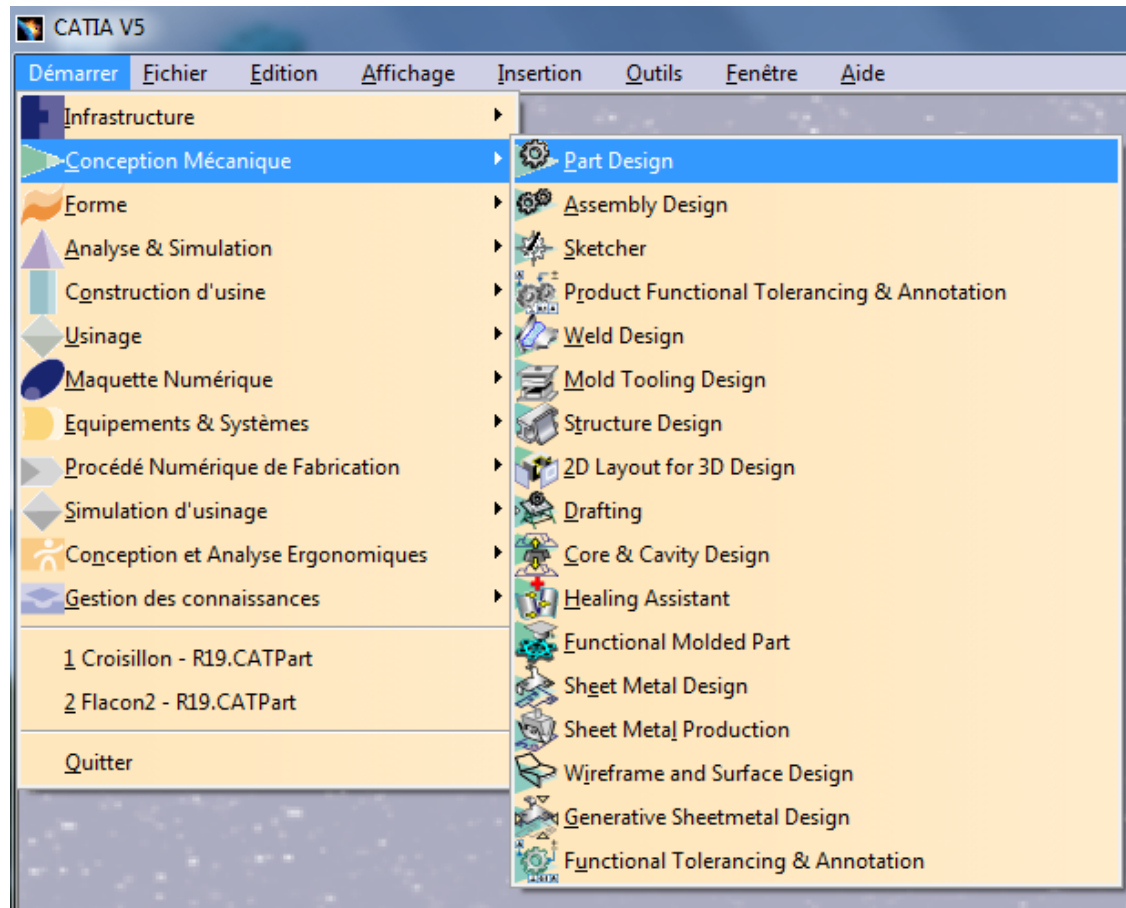 CATIA V5
Démarrer Fichier Edition Affichage Insertion Outils Fenêtre Aide
Infrastructure
Conception Mécanique
Forme
Analyse & Simulation
Construction d'usine
Usinage
Maquette Numérique
Equipements & Systèmes
Procédé Numérique de Fabrication
Simulation d'usinage
Conception et Analyse Ergonomiques
Gestion des connaissances
1 Croisillon - R19.CATPart
2 Flacon2 - R19.CATPart
Quitter
Part Design
Assembly Design
Sketcher
Product Functional Tolerancing & Annotation
Weld Design
Mold Tooling Design
Structure Design
2D Layout for 3D Design
Drafting
Core & Cavity Design
Healing Assistant
Functional Molded Part
Sheet Metal Design
Sheet Metal Production
Wireframe and Surface Design
Generative Sheetmetal Design
Functional Tolerancing & Annotation